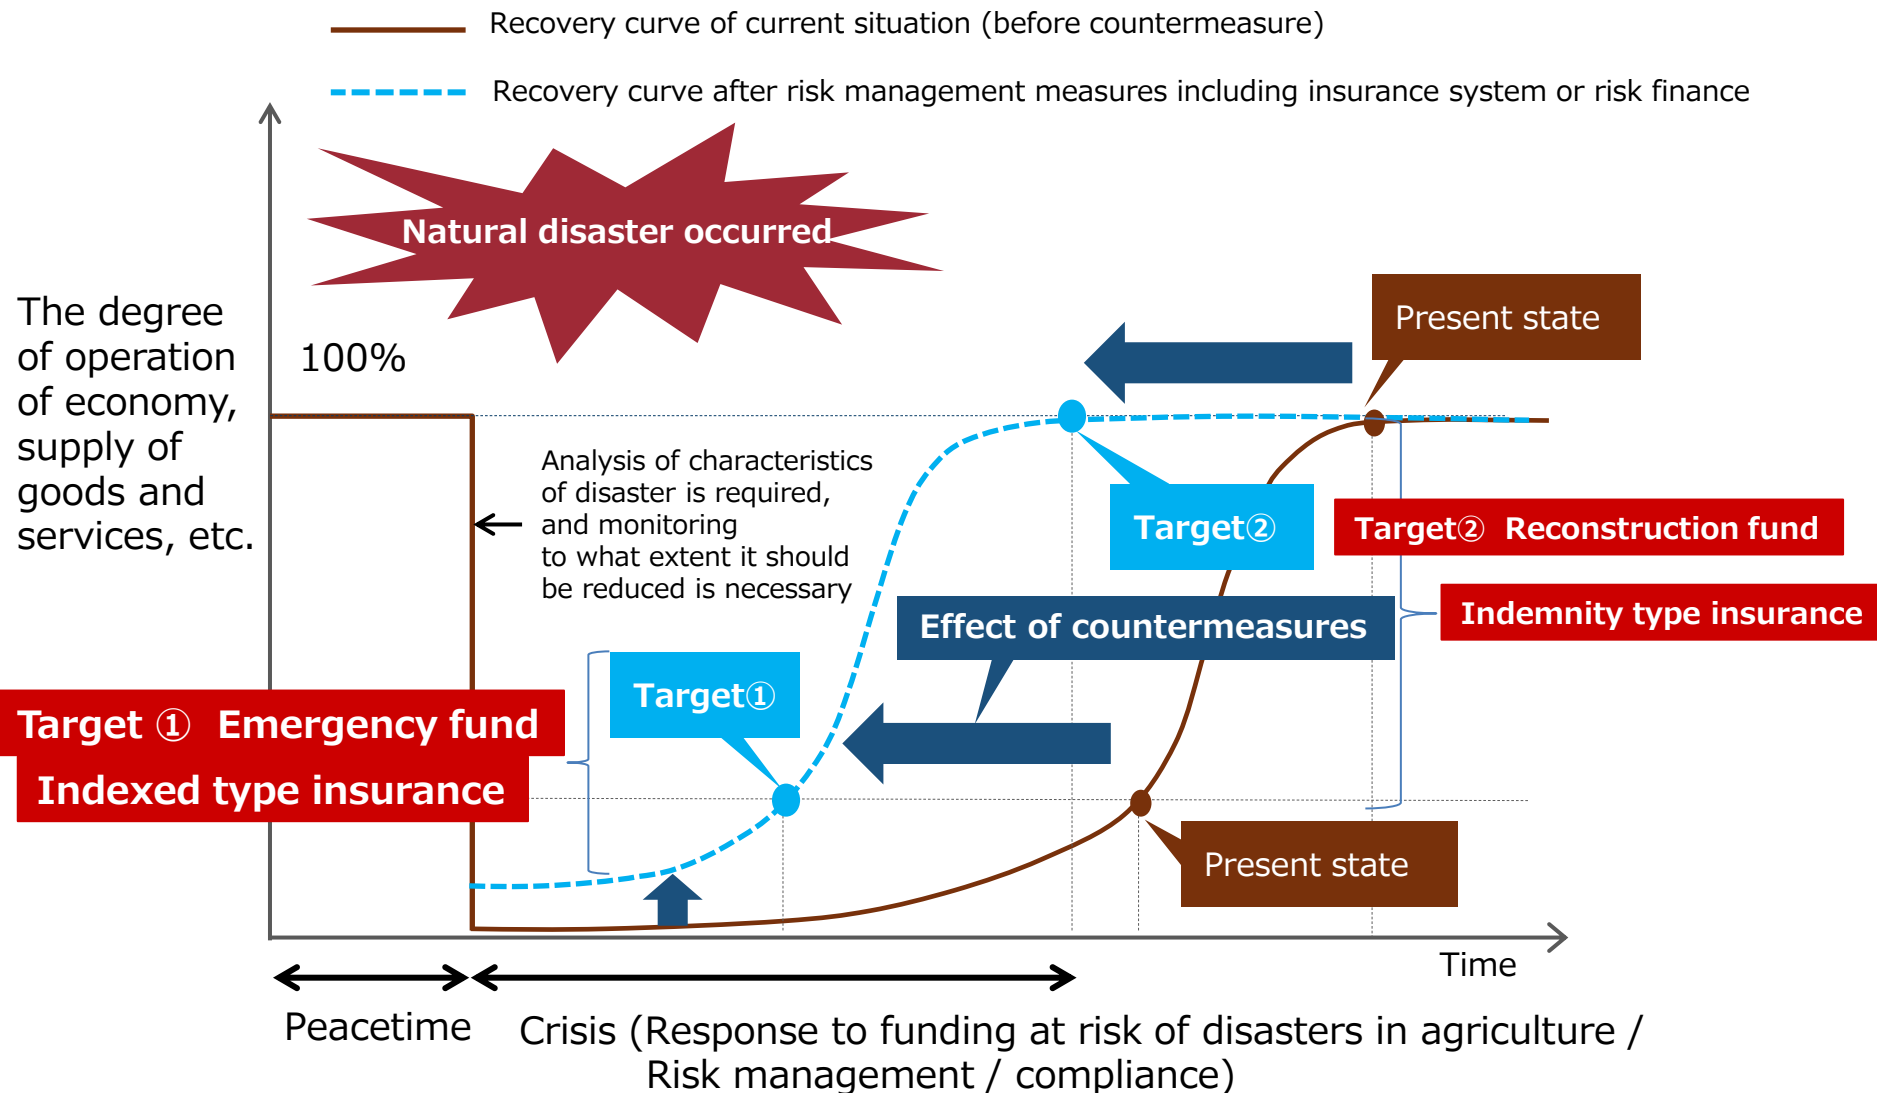 Recovery curve of current situation (before countermeasure)
Recovery curve after risk management measures including insurance system or risk finance
Natural disaster occurred
The degree
of operation
of economy,
supply of
goods and
services, etc.
100%
Present state
Analysis of characteristics
of disaster is required,
and monitoring
to what extent it should
be reduced is necessary
Target②
Target② Reconstruction fund
Indemnity type insurance
Effect of countermeasures
Target①
Target ① Emergency fund
Indexed type insurance
Present state
Time
Peacetime
Crisis (Response to funding at risk of disasters in agriculture /
Risk management / compliance)